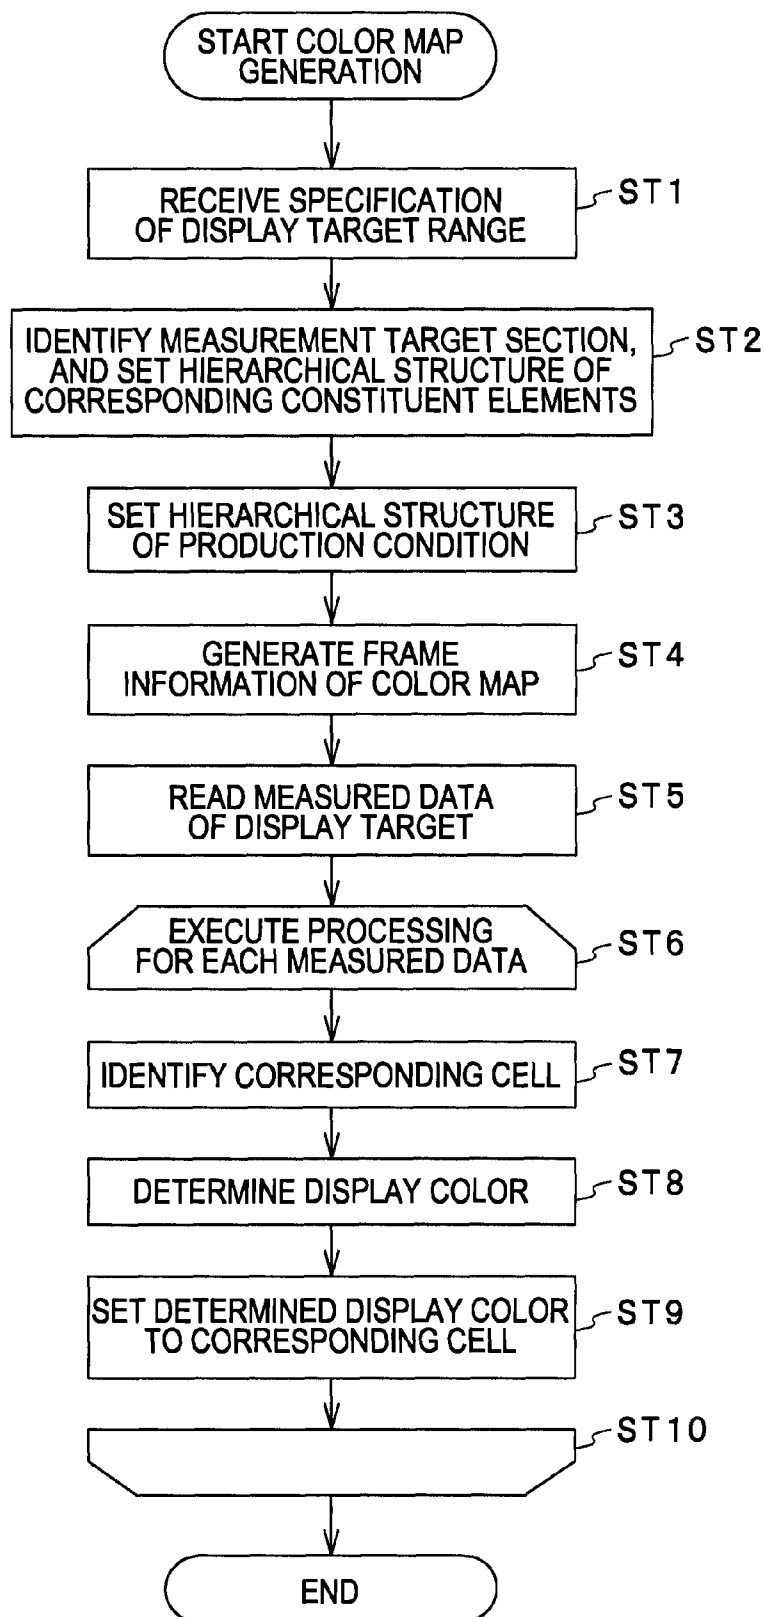 START COLOR MAP
GENERATION
RECEIVE SPECIFICATION
OF DISPLAY TARGET RANGE
ST1
IDENTIFY MEASUREMENT TARGET SECTION,
AND SET HIERARCHICAL STRUCTURE OF
CORRESPONDING CONSTITUENT ELEMENTS
ST2
SET HIERARCHICAL STRUCTURE
OF PRODUCTION CONDITION
ST3
GENERATE FRAME
INFORMATION OF COLOR MAP
ST4
READ MEASURED DATA
OF DISPLAY TARGET
ST5
EXECUTE PROCESSING
FOR EACH MEASURED DATA
ST6
IDENTIFY CORRESPONDING CELL
ST7
DETERMINE DISPLAY COLOR
ST8
SET DETERMINED DISPLAY COLOR
TO CORRESPONDING CELL
ST9
ST10
END